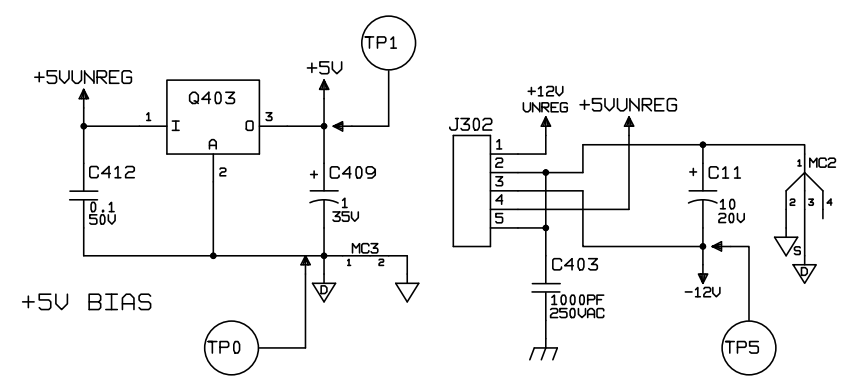 TP1
+5V
+5VUNREG
Q403
1
3
I
O
A
2
C412
0.1
50V
+
C409
1
35V
MC3
1
2
D
+5V BIAS
TP0
+12V
UNREG
+5VUNREG
J302
1
2
3
4
5
+
C11
10
20V
1
MC2
2
3
4
S
D
C403
1000PF
250VAC
-12V
TP5